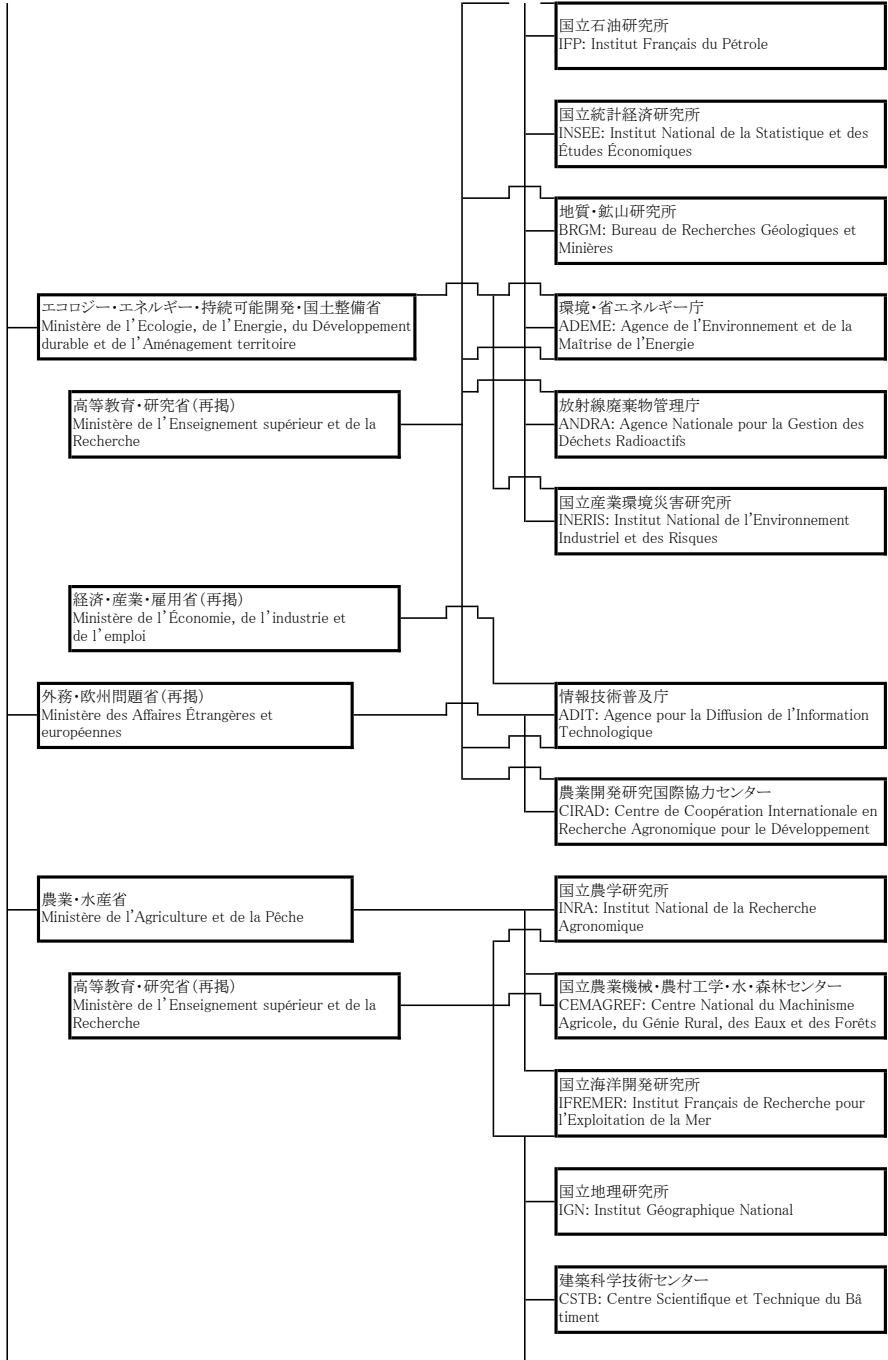 国立石油研究所
IFP: Institut Français du Pétrole
国立統計経済研究所
INSEE: Institut National de la Statistique et des
Études Économiques
地質・鉱山研究所
BRGM: Bureau de Recherches Géologiques et
Minières
エコロジー・エネルギー・持続可能開発・国土整備省
Ministère de l'Ecologie, de l'Energie, du Développement
durable et de l'Aménagement territoire
環境・省エネルギー庁
ADEME: Agence de l'Environnement et de la
Maîtrise de l'Energie
高等教育・研究省(再掲)
Ministère de l'Enseignement supérieur et de la
Recherche
放射線廃棄物管理庁
ANDRA: Agence Nationale pour la Gestion des
Déchets Radioactifs
国立産業環境災害研究所
INERIS: Institut National de l'Environnement
Industriel et des Risques
経済・産業・雇用省(再掲)
Ministère de l'Économie, de l'industrie et
de l'emploi
外務・欧州問題省(再掲)
Ministère des Affaires Étrangères et
européennes
情報技術普及庁
ADIT: Agence pour la Diffusion de l'Information
Technologique
農業開発研究国際協力センター
CIRAD: Centre de Coopération Internationale en
Recherche Agronomique pour le Développement
農業・水産省
Ministère de l'Agriculture et de la Pêche
国立農学研究所
INRA: Institut National de la Recherche
Agronomique
高等教育・研究省(再掲)
Ministère de l'Enseignement supérieur et de la
Recherche
国立農業機械・農村工学・水・森林センター
CEMAGREF: Centre National du Machinisme
Agricole, du Génie Rural, des Eaux et des Forêts
国立海洋開発研究所
IFREMER: Institut Français de Recherche pour
l'Exploitation de la Mer
国立地理研究所
IGN: Institut Géographique National
建築科学技術センター
CSTB: Centre Scientifique et Technique du Bâ
timent